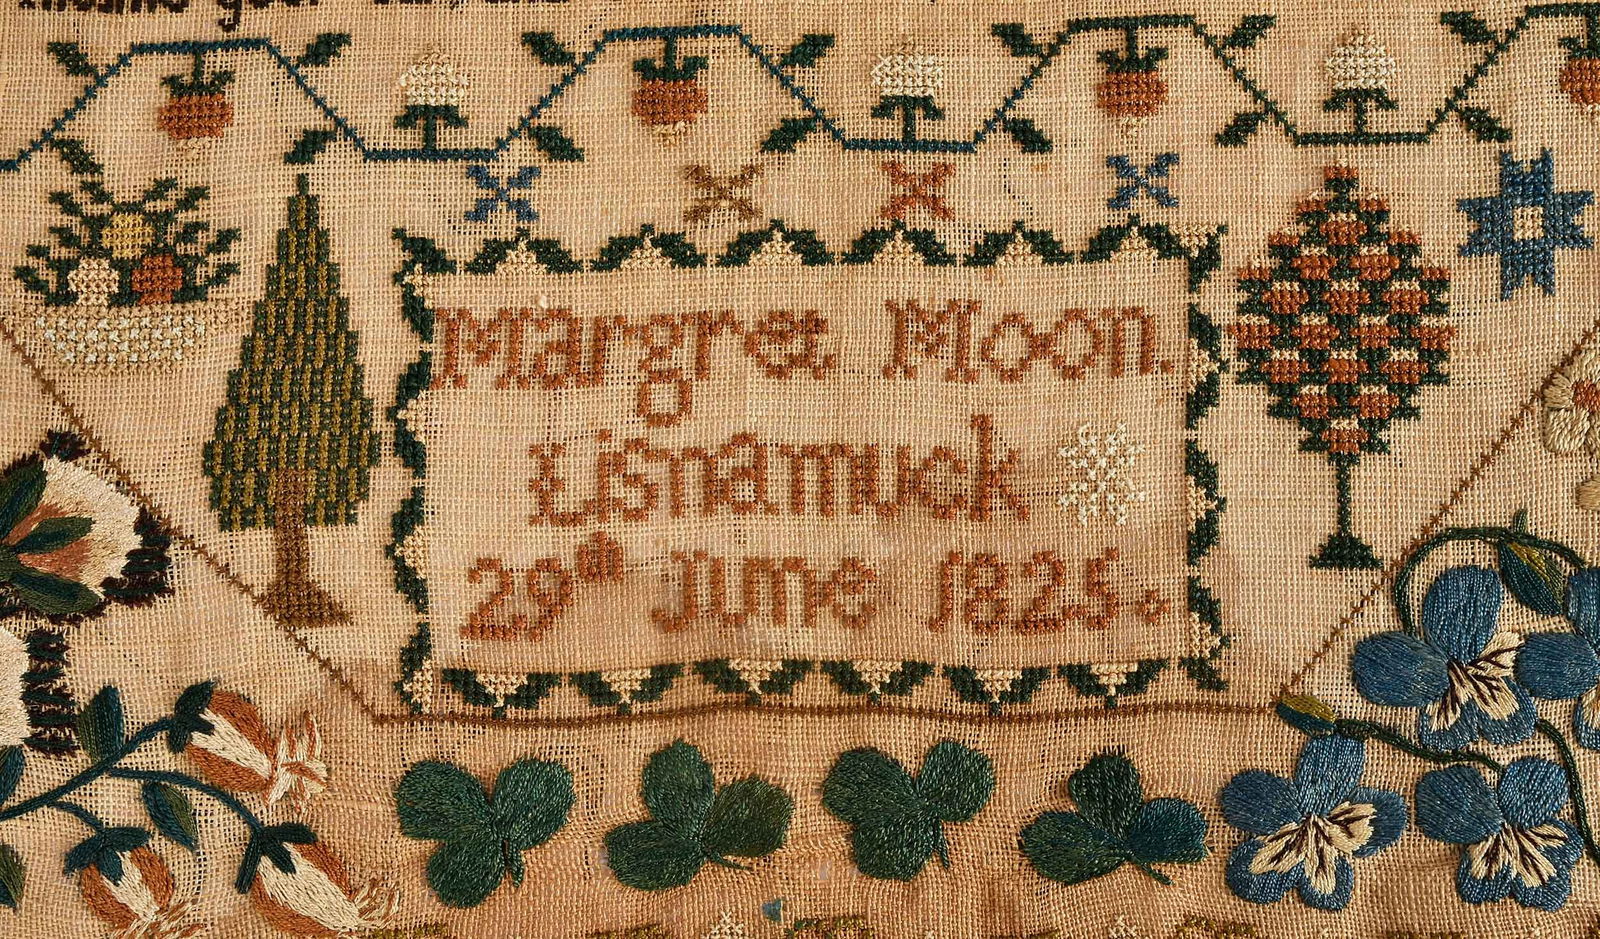 Margret Moon.
Lisnamuck
29th June 1825.